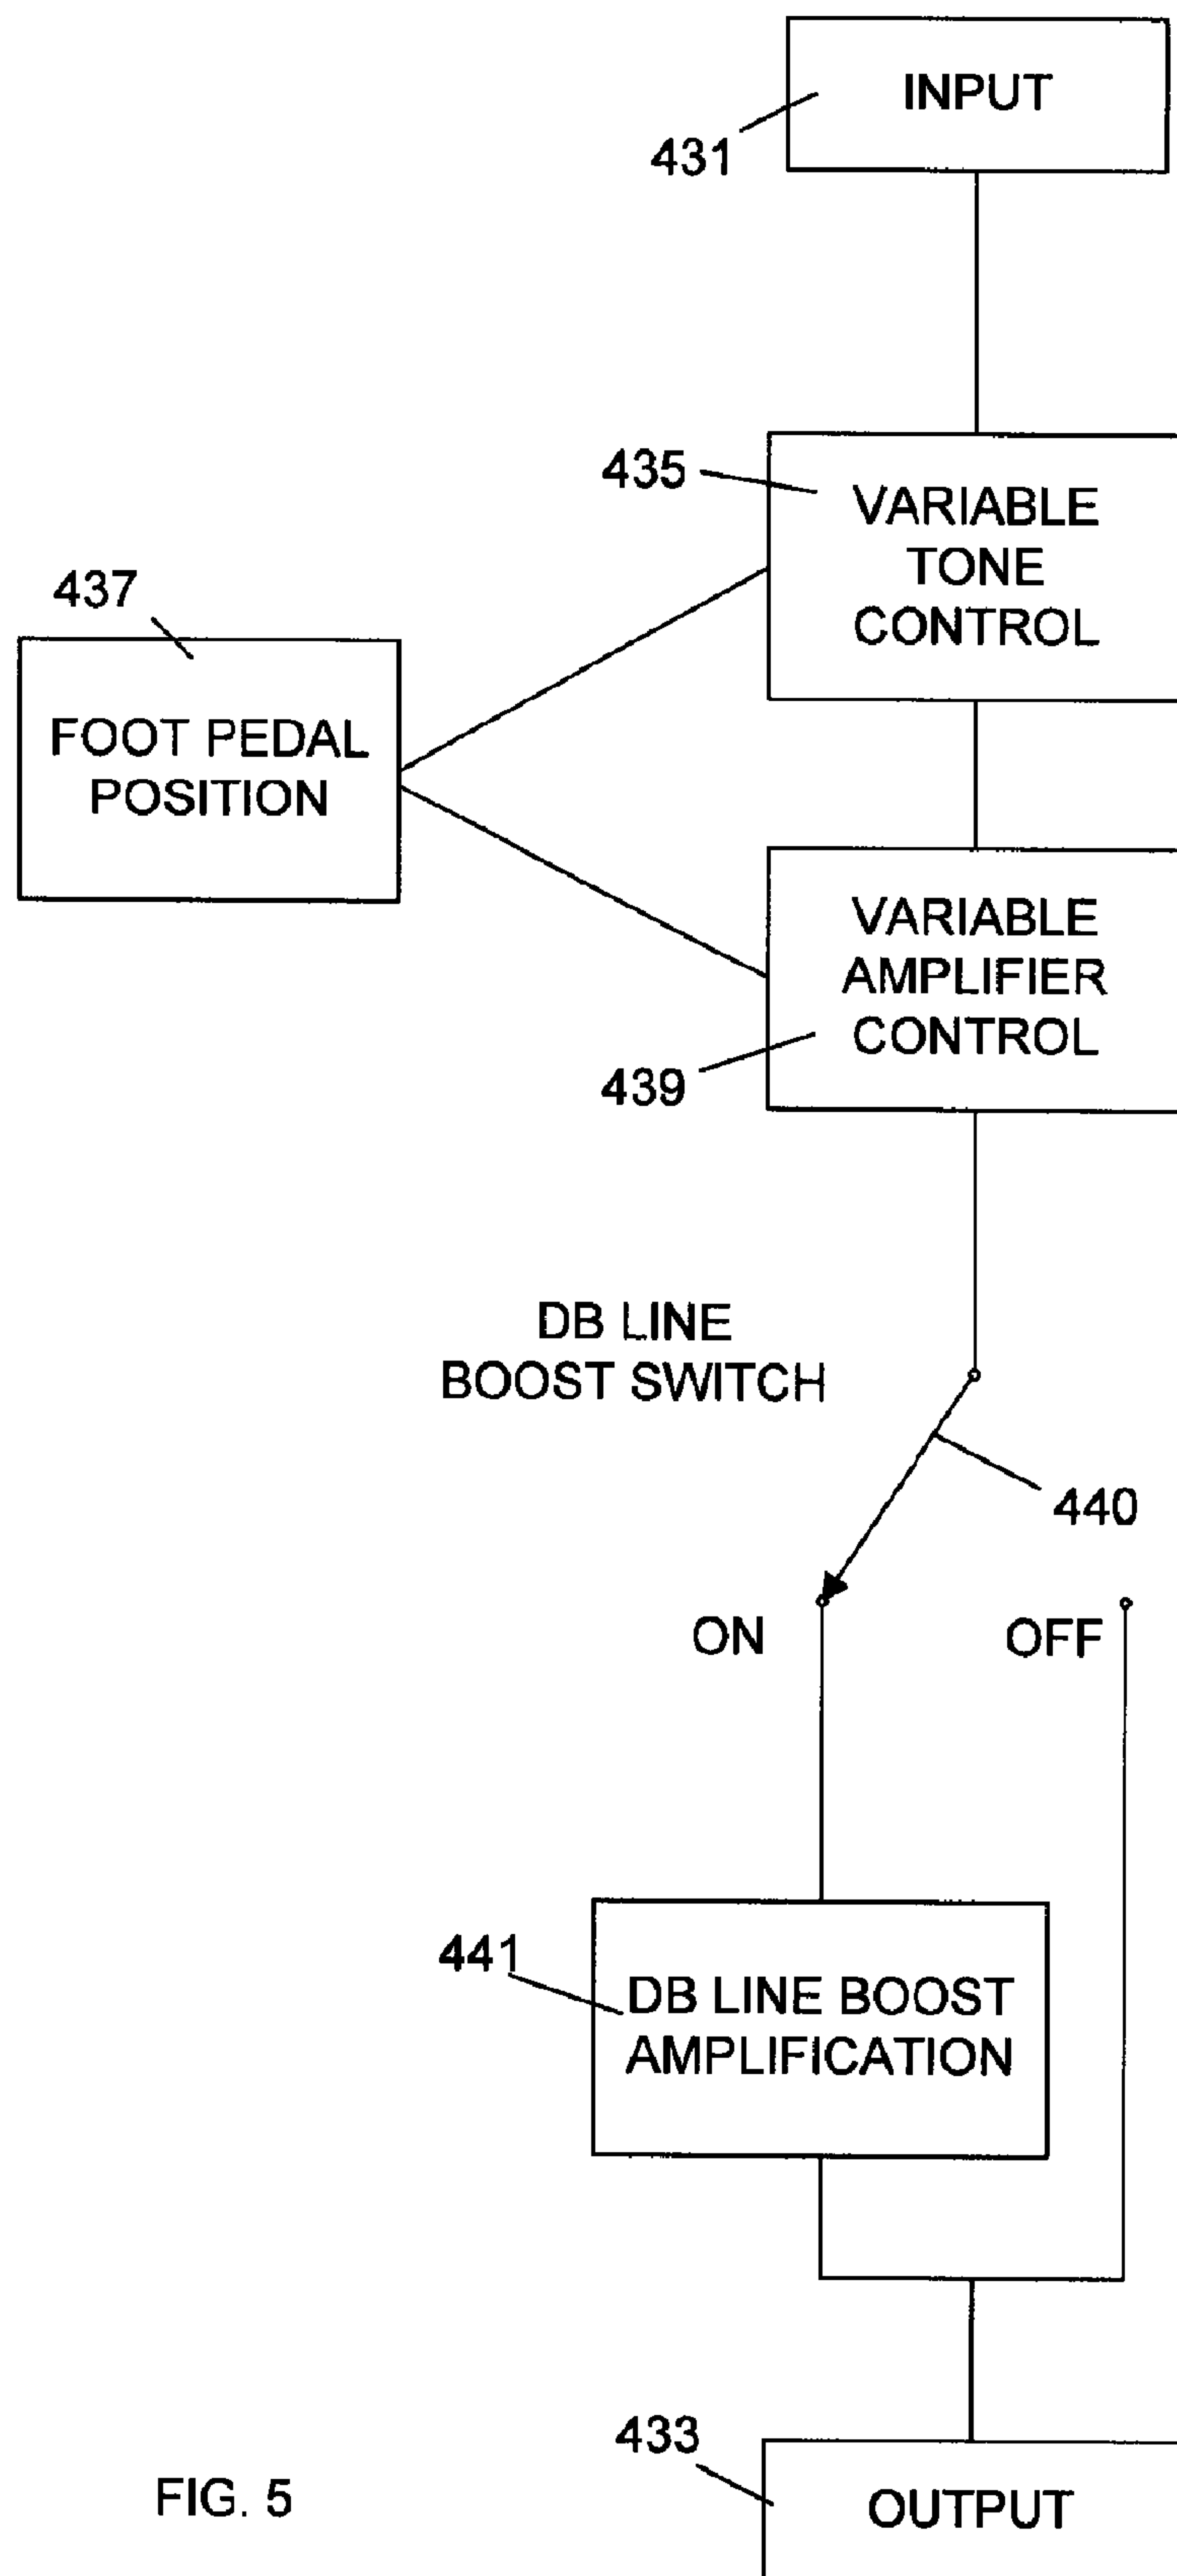 INPUT
431
435
VARIABLE
TONE
CONTROL
437
FOOT PEDAL
POSITION
VARIABLE
AMPLIFIER
CONTROL
439
DB LINE
BOOST SWITCH
440
ON
OFF
441
DB LINE BOOST
AMPLIFICATION
433
OUTPUT
FIG. 5